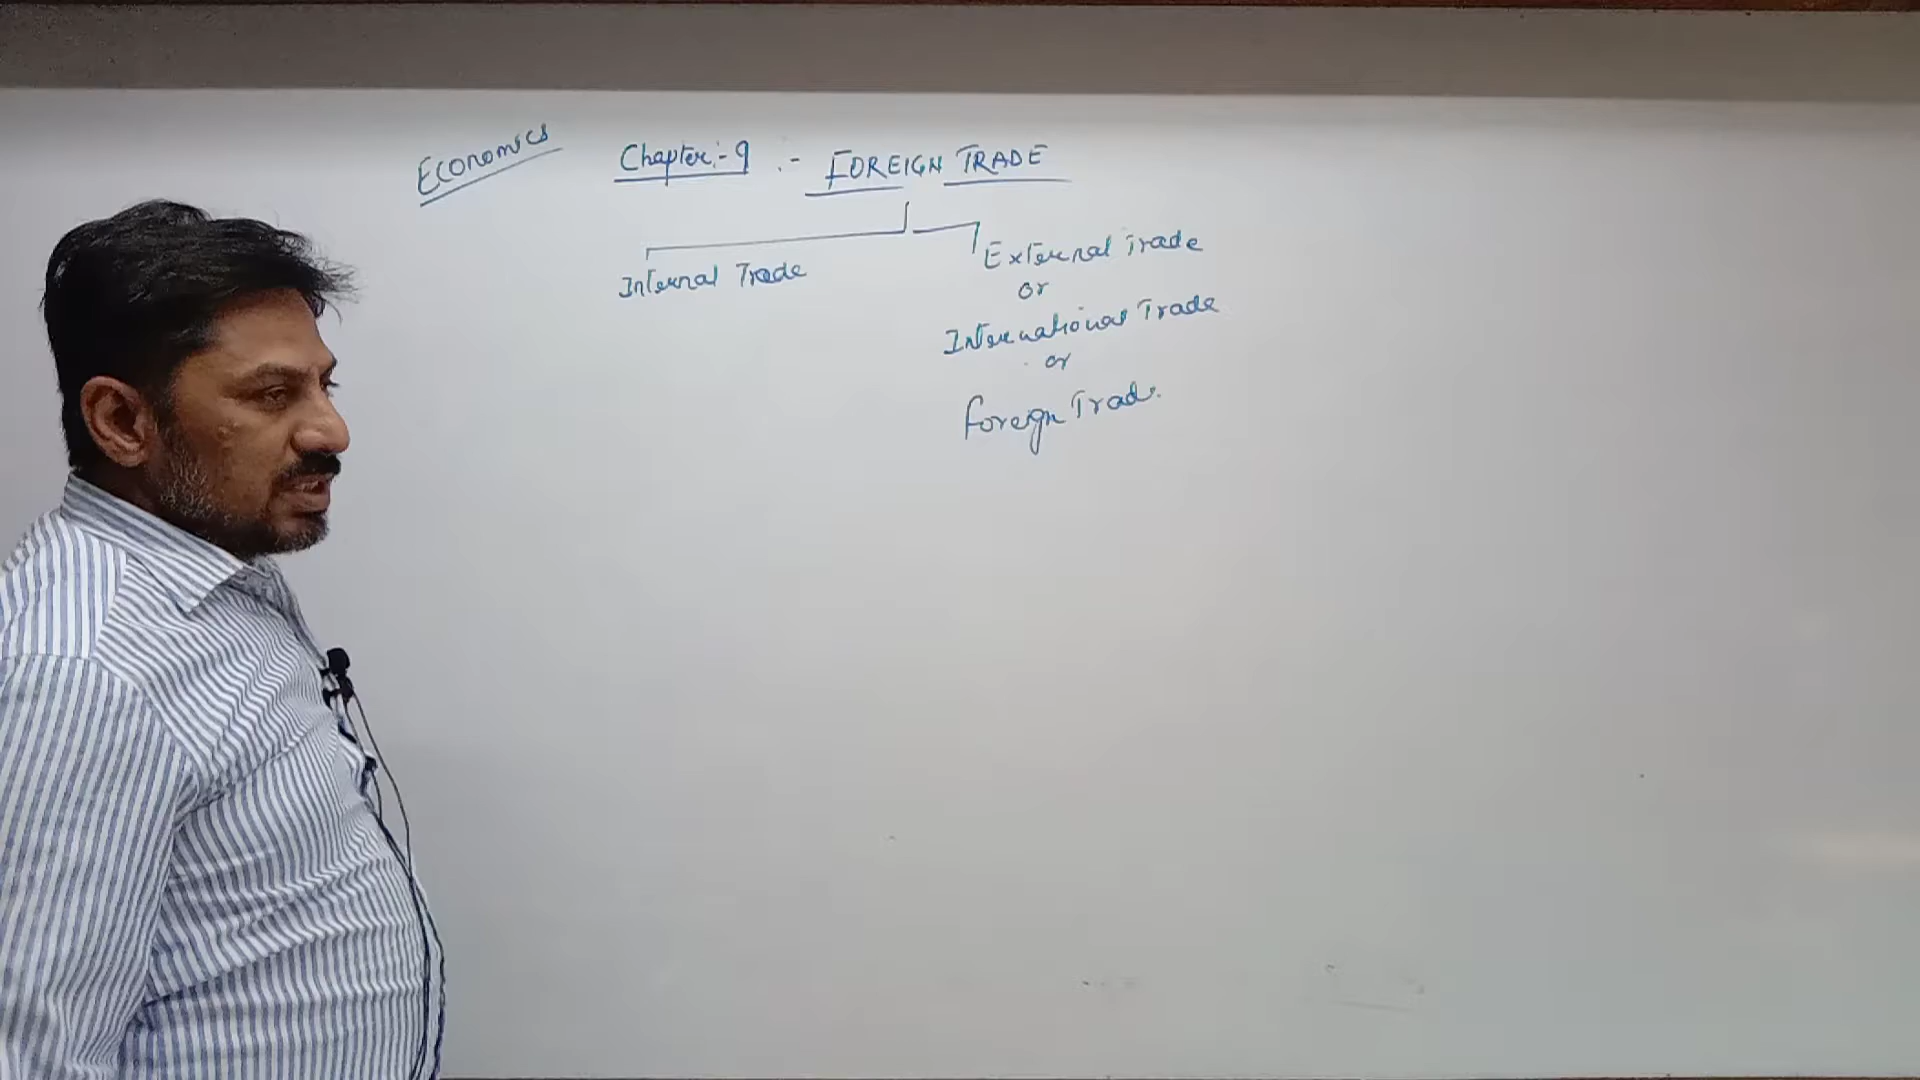 Economics
Chapter:- 9 :- FOREIGN TRADE
Internal Trade
External Trade
or
International Trade
or
Foreign Trade